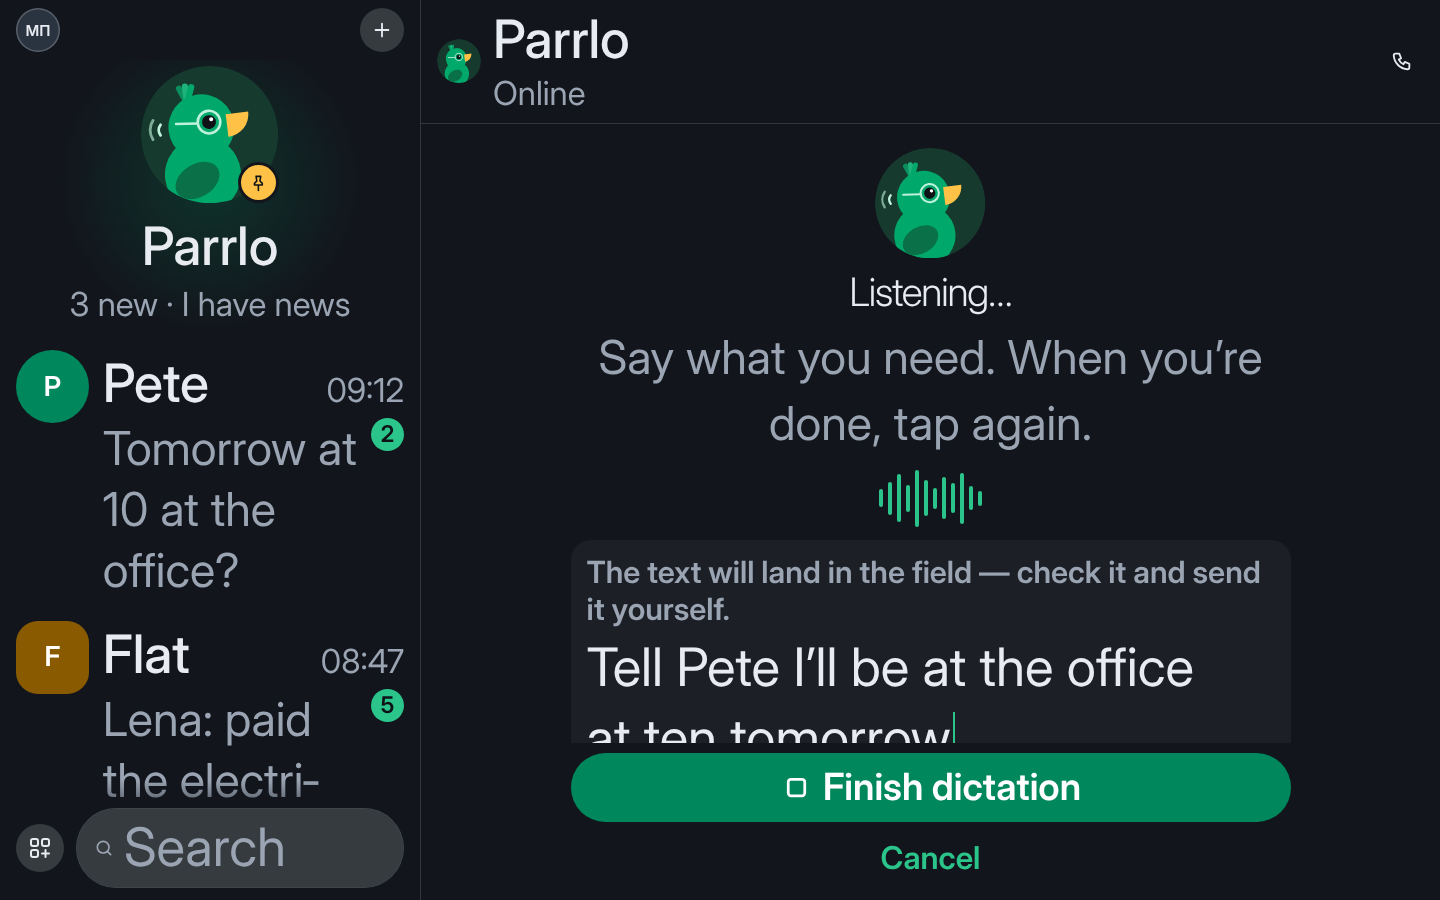 МП
Parrlo
3 new · I have news
P
Pete
09:12
Tomorrow at
2
10 at the
office?
F
Flat
08:47
Lena: paid
5
the electri-
Search
Parrlo
Online
Listening...
Say what you need. When you’re
done, tap again.
The text will land in the field — check it and send
it yourself.
Tell Pete I’ll be at the office
at ten tomorrow
Finish dictation
Cancel